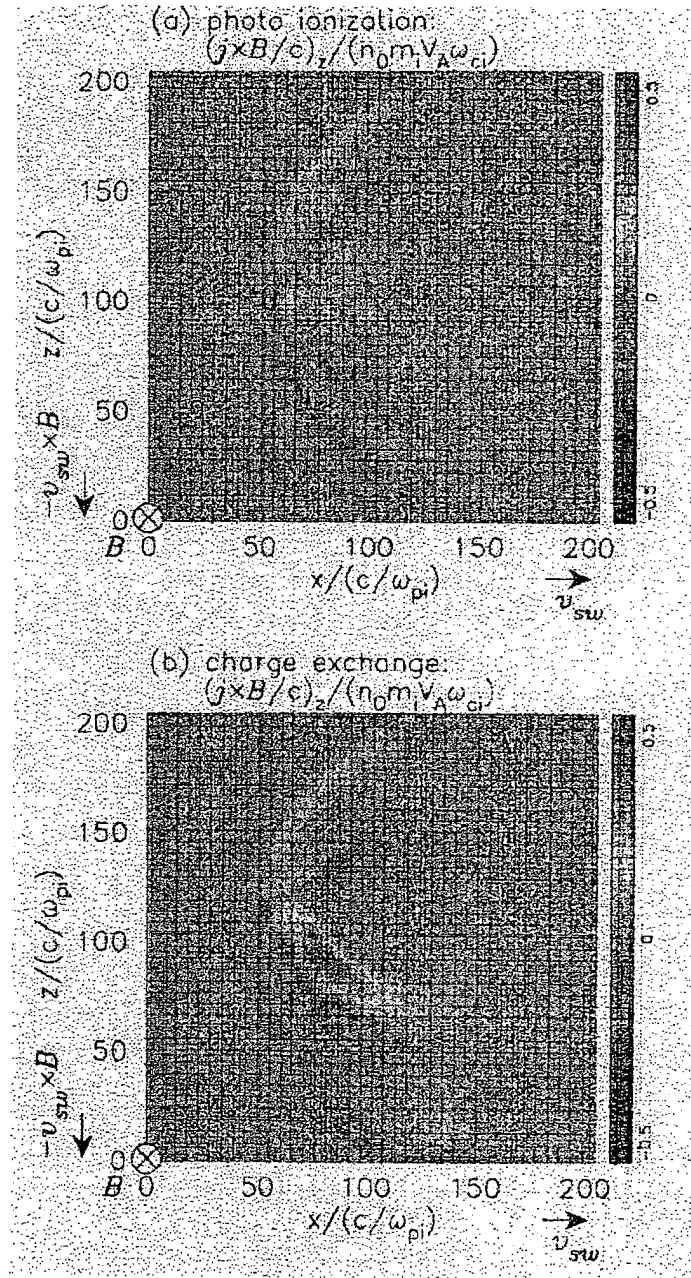 (a) photo ionization:
(j×B/c)z/(n0miVAωci)
200
150
100
50
0
z/(c/ωpi)
−vsw×B
B
0 50 100 150 200
x/(c/ωpi)
vsw
0.5
0
−0.5
(b) charge exchange:
(j×B/c)z/(n0miVAωci)
200
150
100
50
0
z/(c/ωpi)
−vsw×B
B
0 50 100 150 200
x/(c/ωpi)
vsw
0.5
0
−0.5